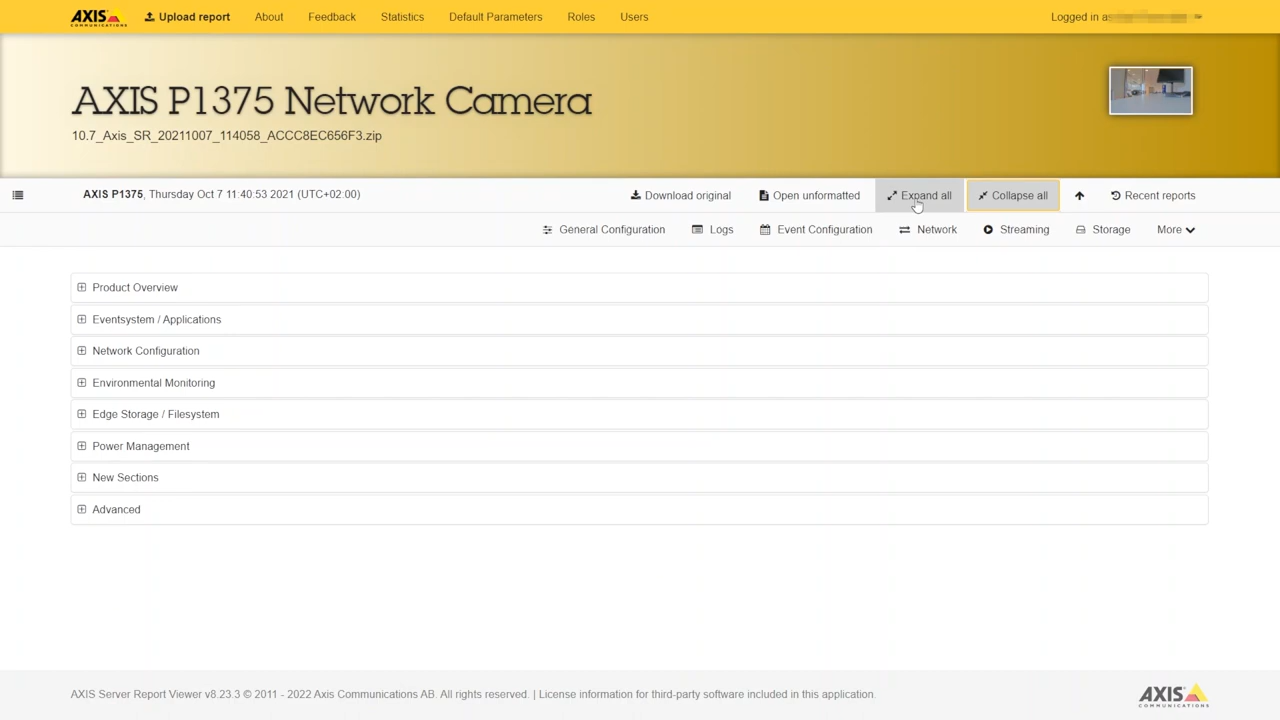 AXIS COMMUNICATIONS Upload report About Feedback Statistics Default Parameters Roles Users Logged in as
AXIS P1375 Network Camera
10.7_Axis_SR_20211007_114058_ACCC8EC656F3.zip
AXIS P1375, Thursday Oct 7 11:40:53 2021 (UTC+02:00) Download original Open unformatted Expand all Collapse all Recent reports
General Configuration Logs Event Configuration Network Streaming Storage More
Product Overview
Eventsystem / Applications
Network Configuration
Environmental Monitoring
Edge Storage / Filesystem
Power Management
New Sections
Advanced
AXIS Server Report Viewer v8.23.3 © 2011 - 2022 Axis Communications AB. All rights reserved. | License information for third-party software included in this application.
AXIS COMMUNICATIONS